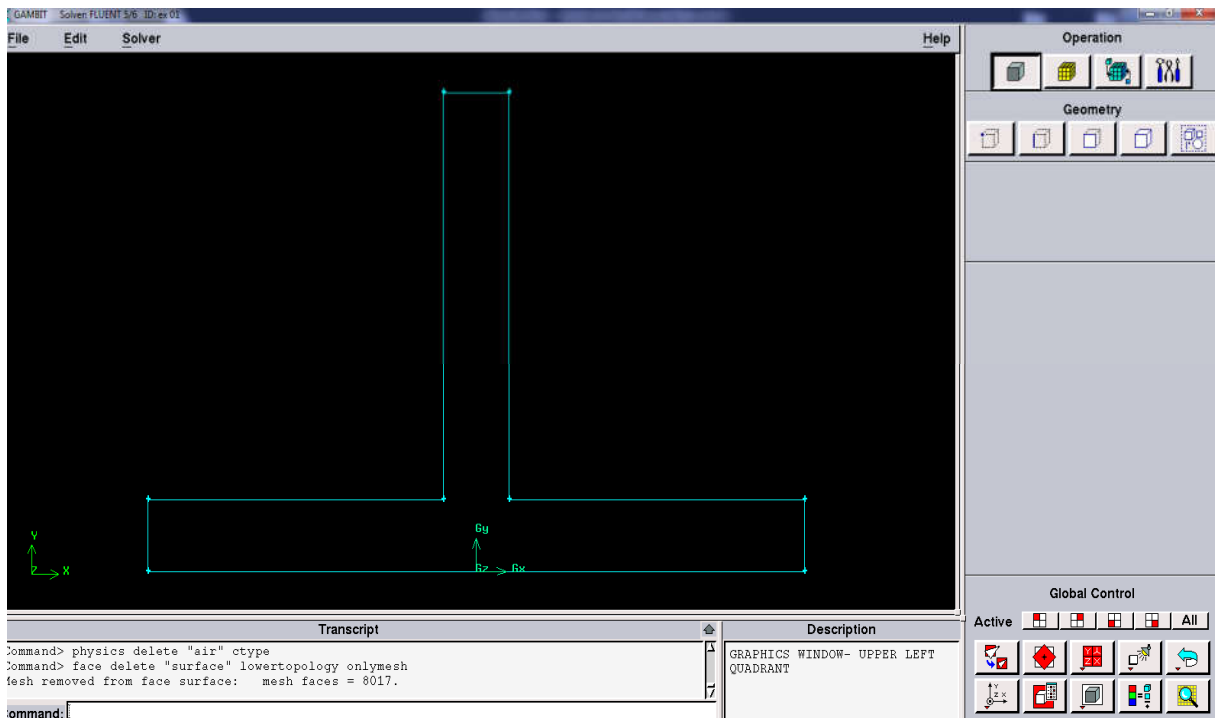 GAMBIT Solver: FLUENT 5/6 ID: ex 01
File Edit Solver Help
Operation
Geometry
Gy
Gz Gx
Y
Z X
Global Control
Active All
Transcript
Command> physics delete "air" ctype
Command> face delete "surface" lowertopology onlymesh
Mesh removed from face surface: mesh faces = 8017.
Command:
Description
GRAPHICS WINDOW- UPPER LEFT
QUADRANT